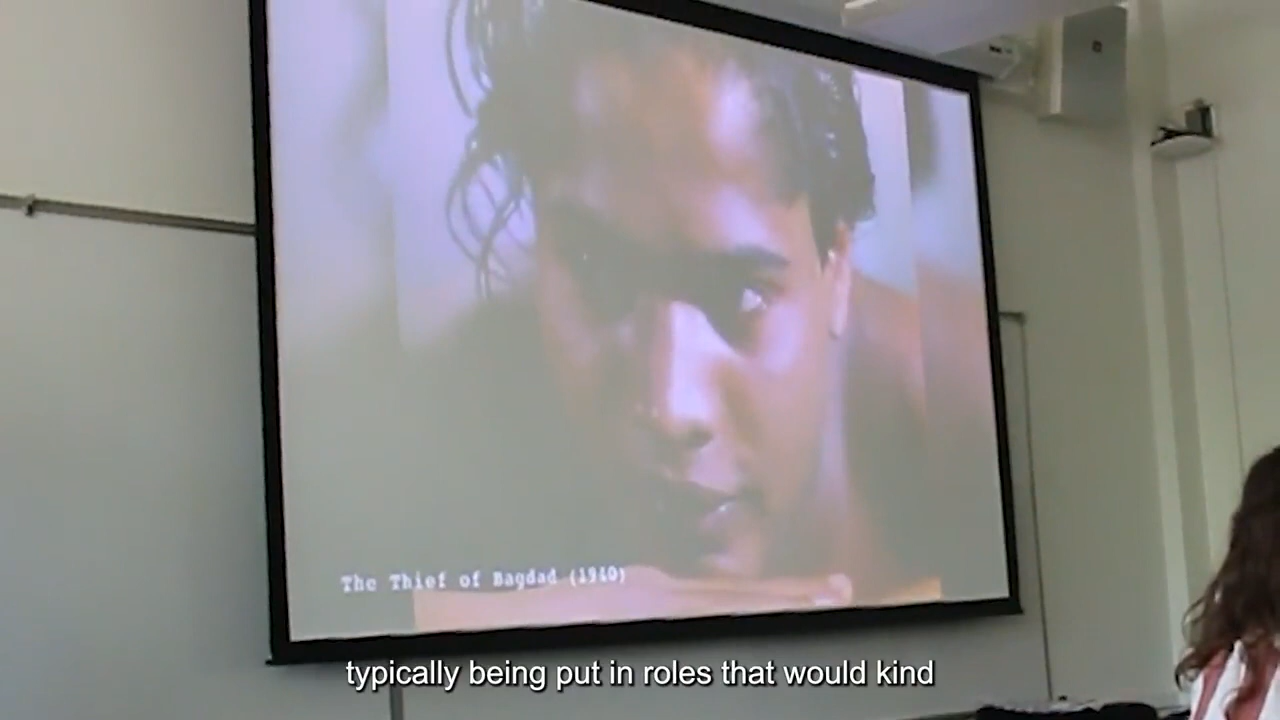 The Thief of Bagdad (1940)
typically being put in roles that would kind